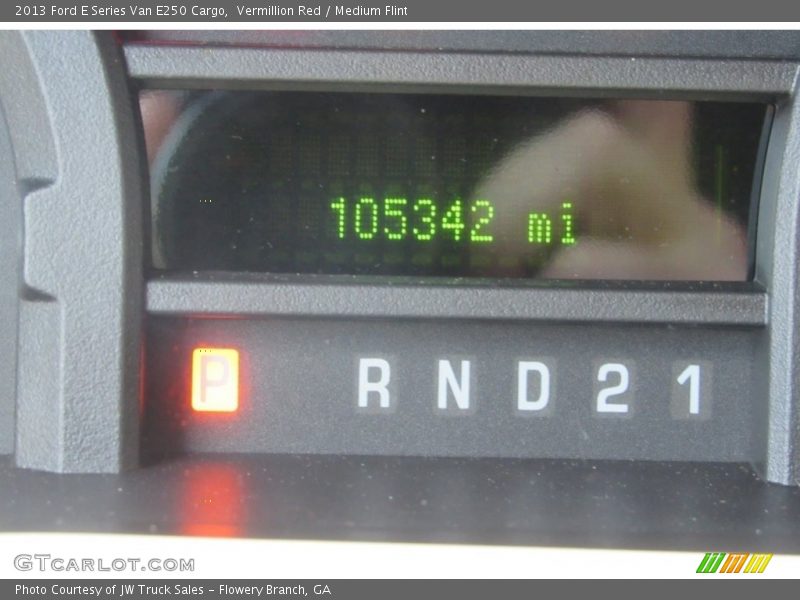 2013 Ford E Series Van E250 Cargo,  Vermillion Red / Medium Flint
105342 mi
P R N D 2 1
GTCARLOT.COM
Photo Courtesy of JW Truck Sales - Flowery Branch, GA